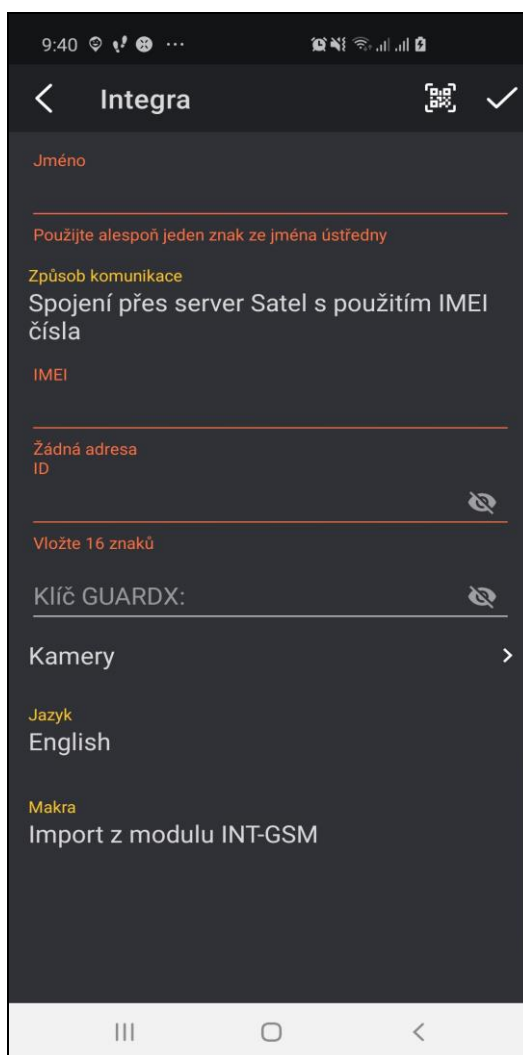 9:40
Integra
Jméno
Použijte alespoň jeden znak ze jména ústředny
Způsob komunikace
Spojení přes server Satel s použitím IMEI
čísla
IMEI
Žádná adresa
ID
Vložte 16 znaků
Klíč GUARDX:
Kamery
Jazyk
English
Makra
Import z modulu INT-GSM